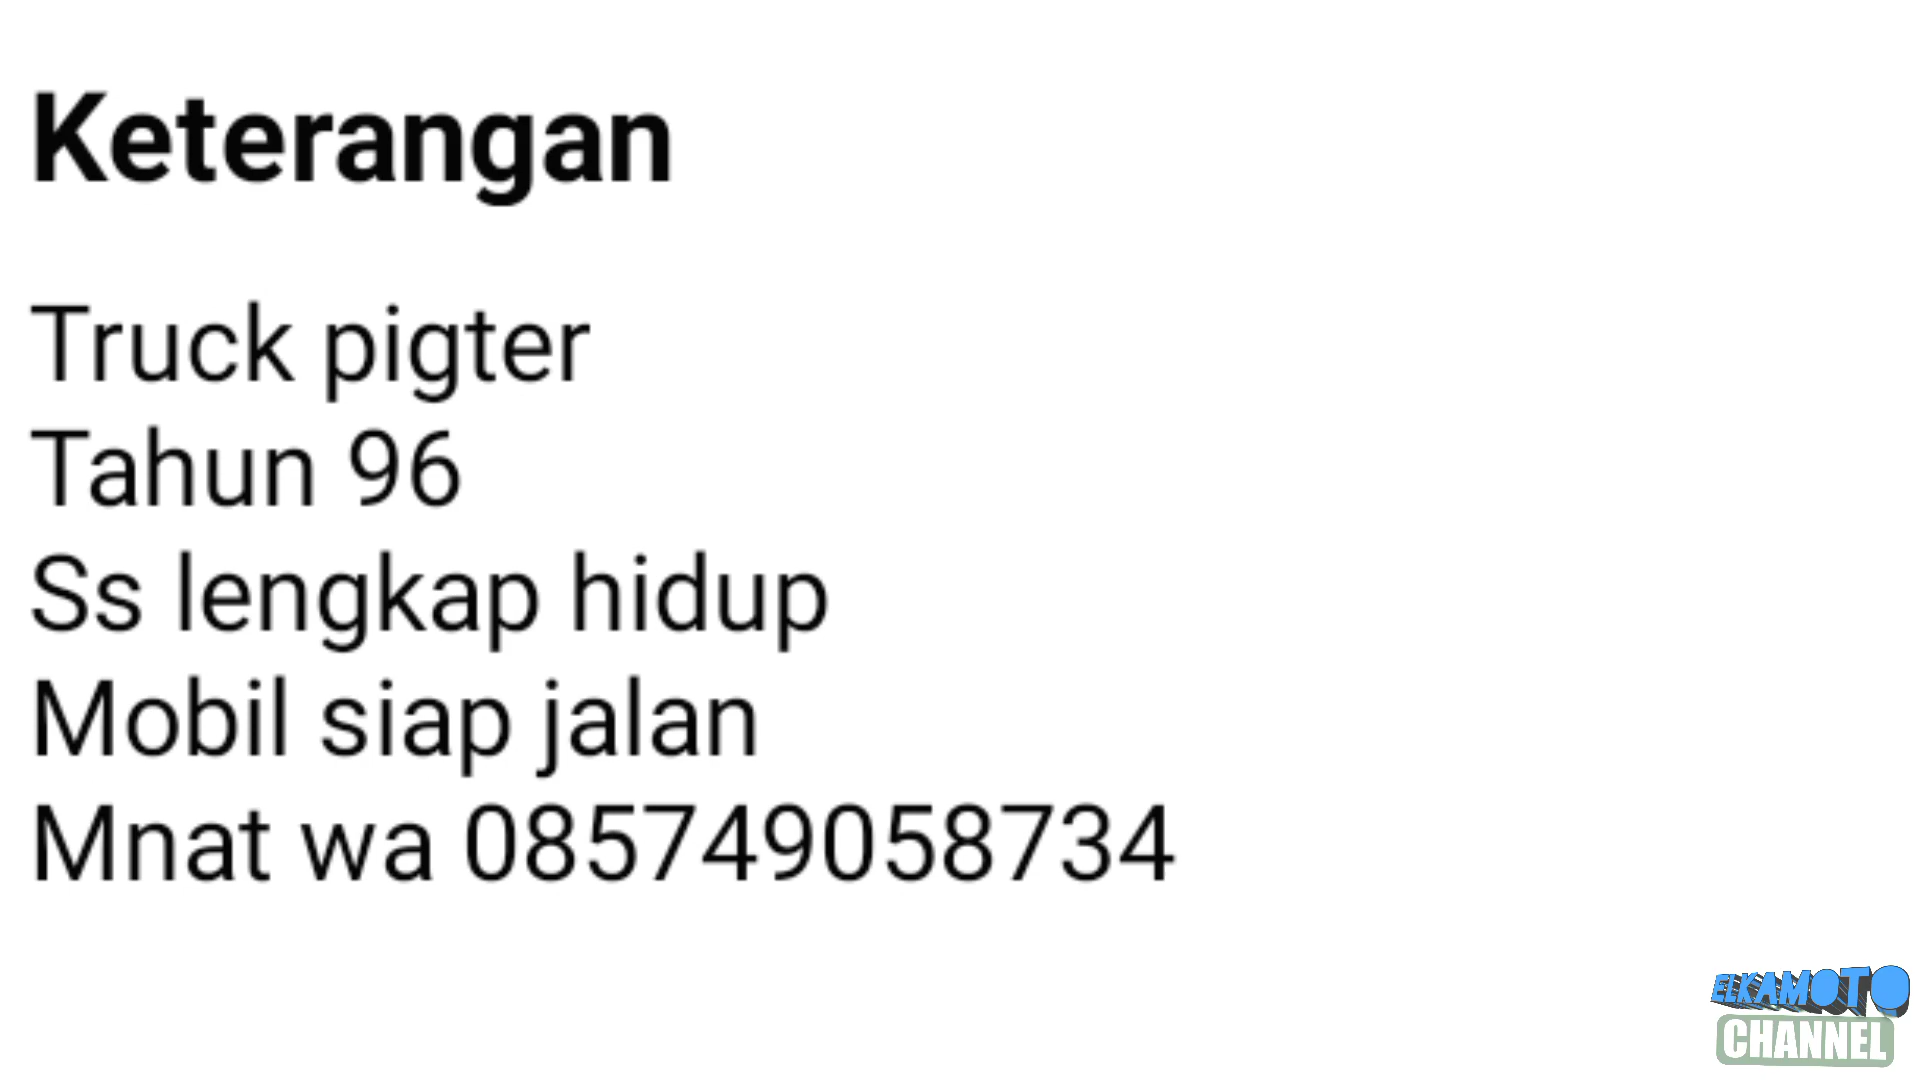 Keterangan
Truck pigter
Tahun 96
Ss lengkap hidup
Mobil siap jalan
Mnat wa 085749058734
ELKAMOTO
CHANNEL